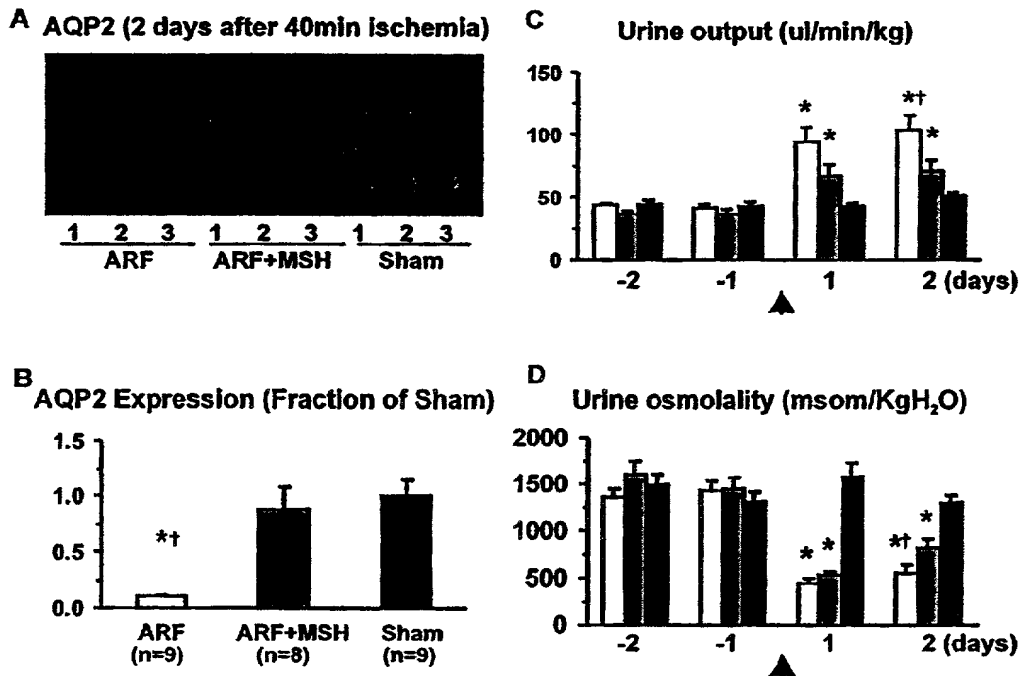 A AQP2 (2 days after 40min ischemia)
1 2 3 1 2 3 1 2 3
ARF ARF+MSH Sham
B
AQP2 Expression (Fraction of Sham)
1.5
1.0
0.5
0.0
*†
ARF ARF+MSH Sham
(n=9) (n=8) (n=9)
C
Urine output (ul/min/kg)
150
100
50
0
* * *† *
-2 -1 1 2 (days)
D
Urine osmolality (msom/KgH₂O)
2000
1500
1000
500
0
* * *† *
-2 -1 1 2 (days)